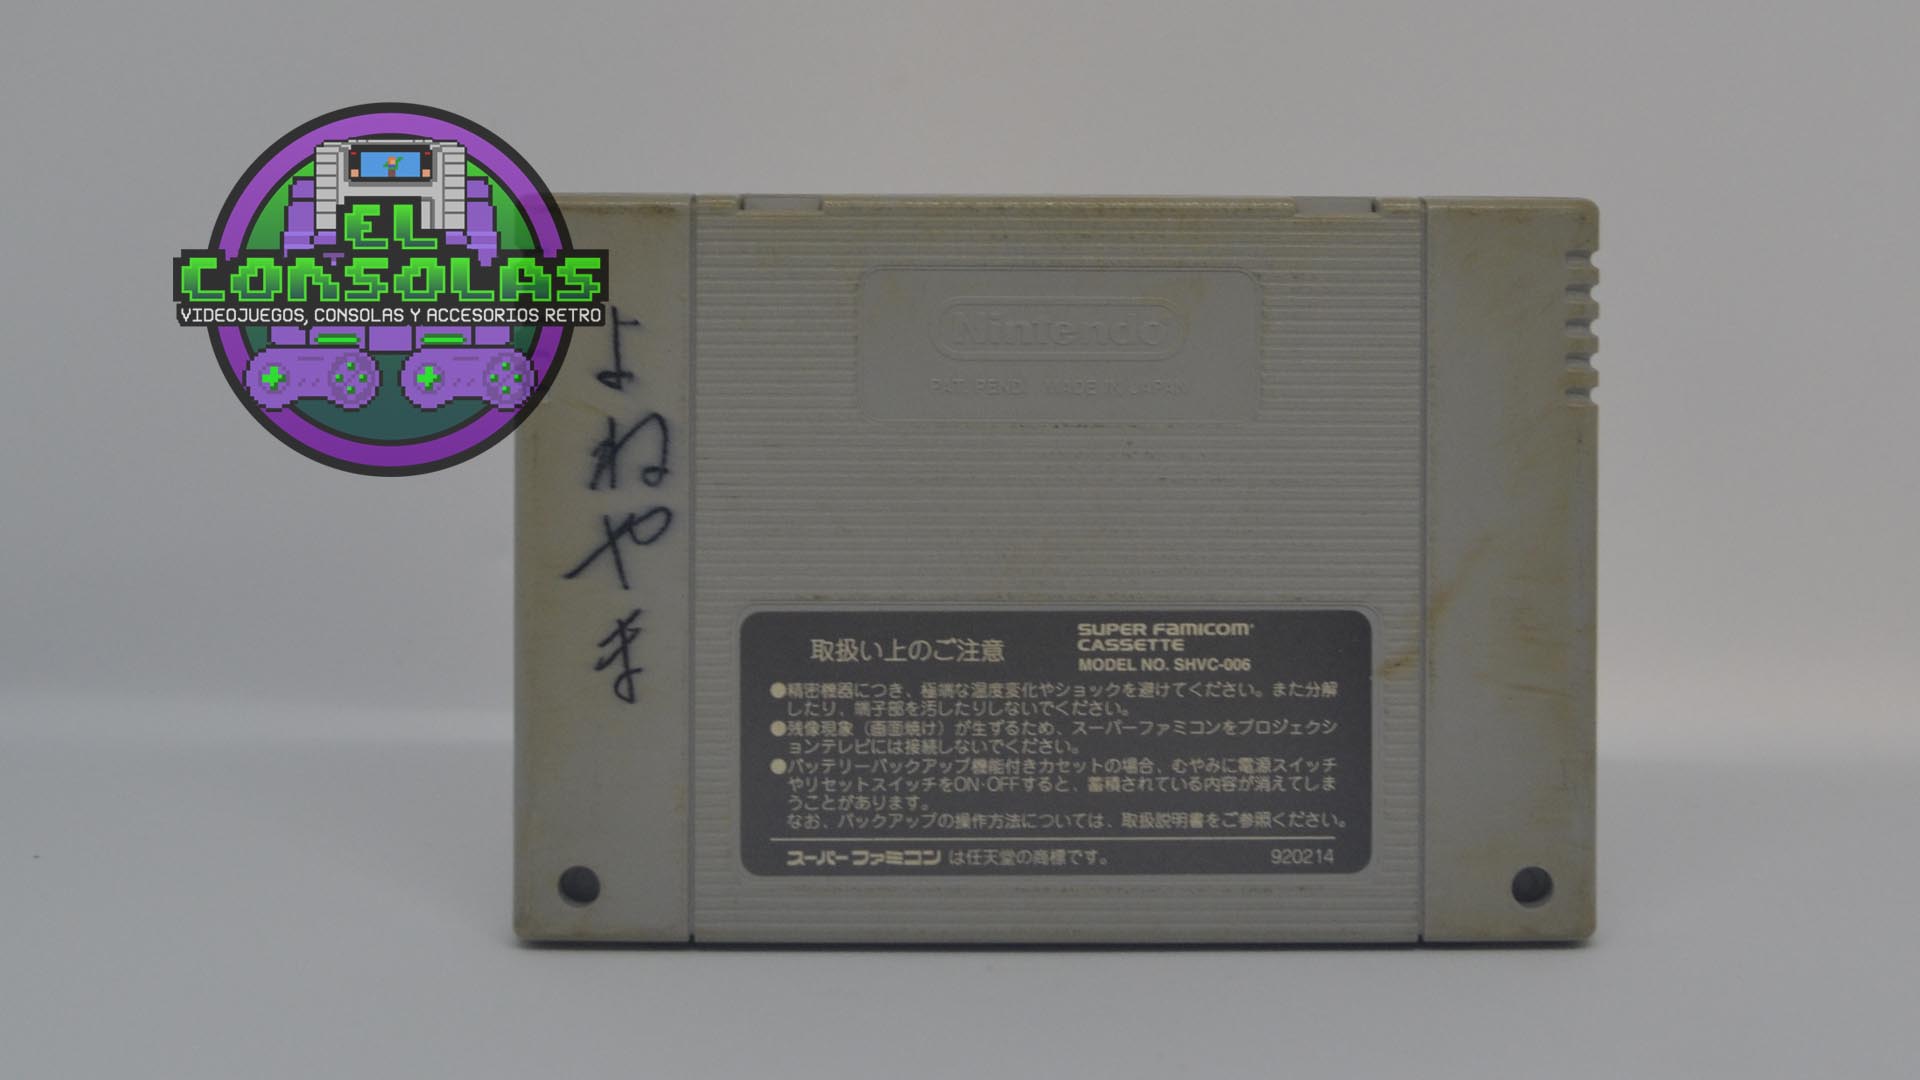 EL
CONSOLAS
VIDEOJUEGOS, CONSOLAS Y ACCESORIOS RETRO
よねやま
Nintendo
PAT. PEND. MADE IN JAPAN
取扱い上のご注意
SUPER FAMICOM
CASSETTE
MODEL NO. SHVC-006
●精密機器につき、極端な温度変化やショックを避けてください。また分解
したり、端子部を汚したりしないでください。
●残像現象（画面焼け）が生ずるため、スーパーファミコンをプロジェクシ
ョンテレビには接続しないでください。
●バッテリーバックアップ機能付きカセットの場合、むやみに電源スイッチ
やリセットスイッチをON・OFFすると、蓄積されている内容が消えてしま
うことがあります。
なお、バックアップの操作方法については、取扱説明書をご参照ください。
スーパーファミコンは任天堂の商標です。 920214